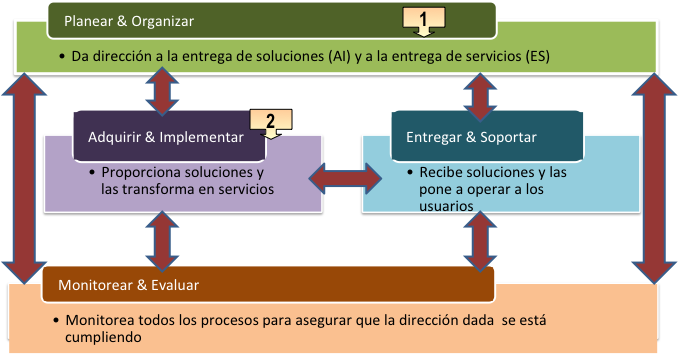 Planear & Organizar
1
• Da dirección a la entrega de soluciones (AI) y a la entrega de servicios (ES)
Adquirir & Implementar
2
• Proporciona soluciones y
las transforma en servicios
Entregar & Soportar
• Recibe soluciones y las
pone a operar a los
usuarios
Monitorear & Evaluar
• Monitorea todos los procesos para asegurar que la dirección dada  se está
cumpliendo